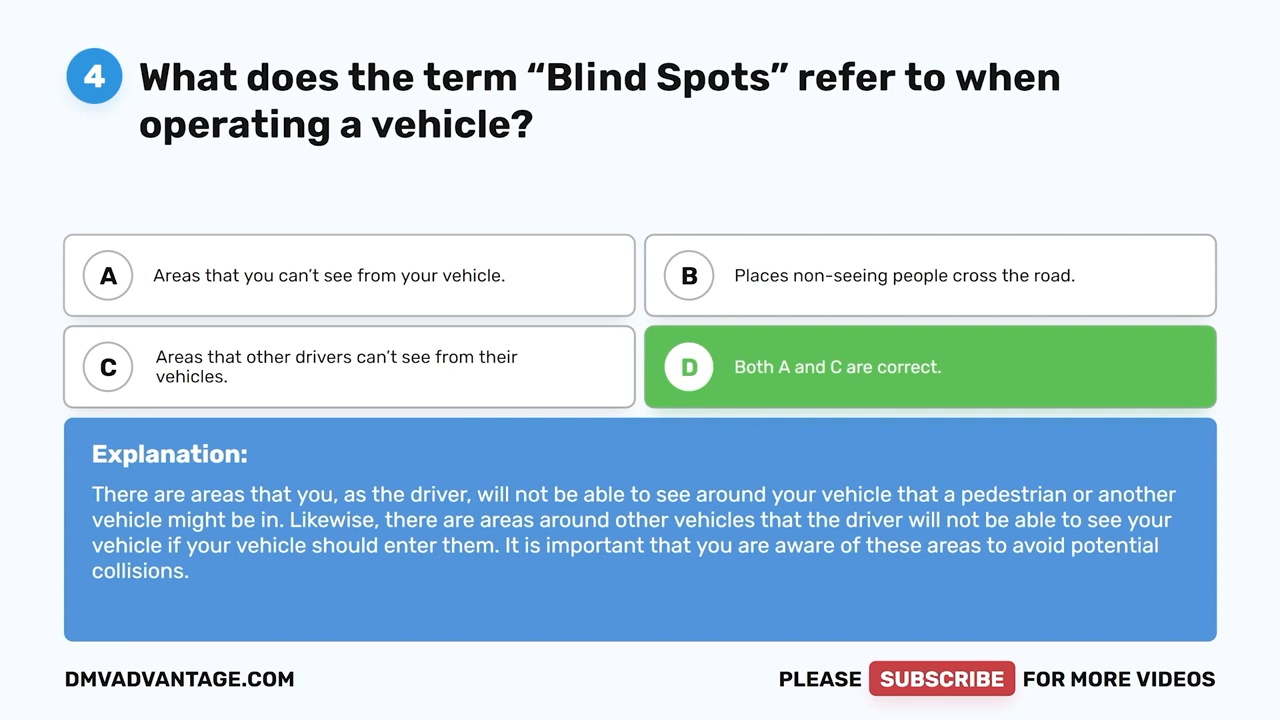 4
What does the term “Blind Spots” refer to when
operating a vehicle?
A
Areas that you can’t see from your vehicle.
B
Places non-seeing people cross the road.
C
Areas that other drivers can’t see from their
vehicles.
D
Both A and C are correct.
Explanation:
There are areas that you, as the driver, will not be able to see around your vehicle that a pedestrian or another
vehicle might be in. Likewise, there are areas around other vehicles that the driver will not be able to see your
vehicle if your vehicle should enter them. It is important that you are aware of these areas to avoid potential
collisions.
DMVADVANTAGE.COM
PLEASE SUBSCRIBE FOR MORE VIDEOS